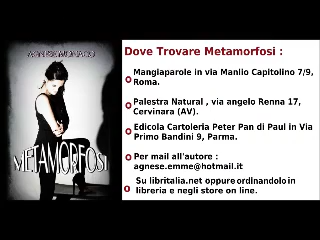 AGNESE MONACO
METAMORFOSI
Dove Trovare Metamorfosi :
Mangiaparole in via Manlio Capitolino 7/9,
Roma.
Palestra Natural , via angelo Renna 17,
Cervinara (AV).
Edicola Cartoleria Peter Pan di Paul in Via
Primo Bandini 9, Parma.
Per mail all'autore :
agnese.emme@hotmail.it
Su libritalia.net oppure ordinandolo in
libreria e negli store on line.